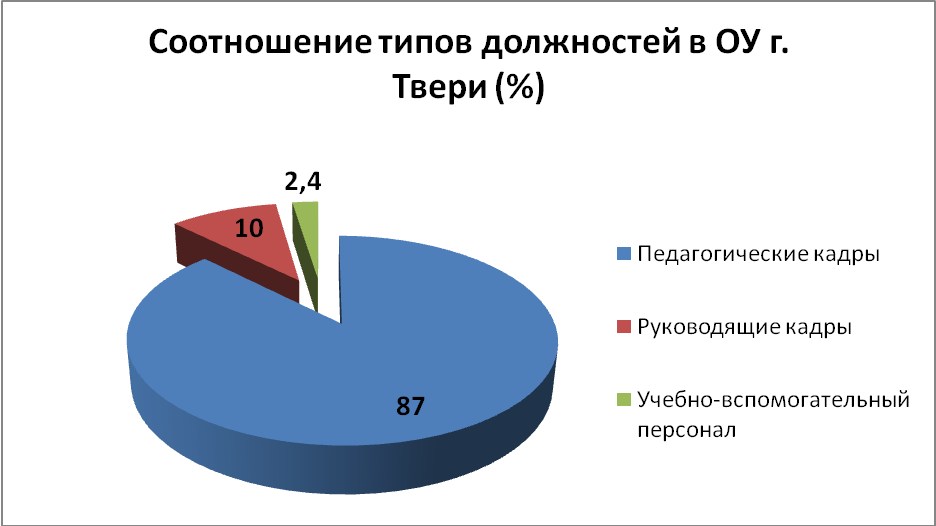 Соотношение типов должностей в ОУ г.
Твери (%)
2,4
10
87
Педагогические кадры
Руководящие кадры
Учебно-вспомогательный
персонал